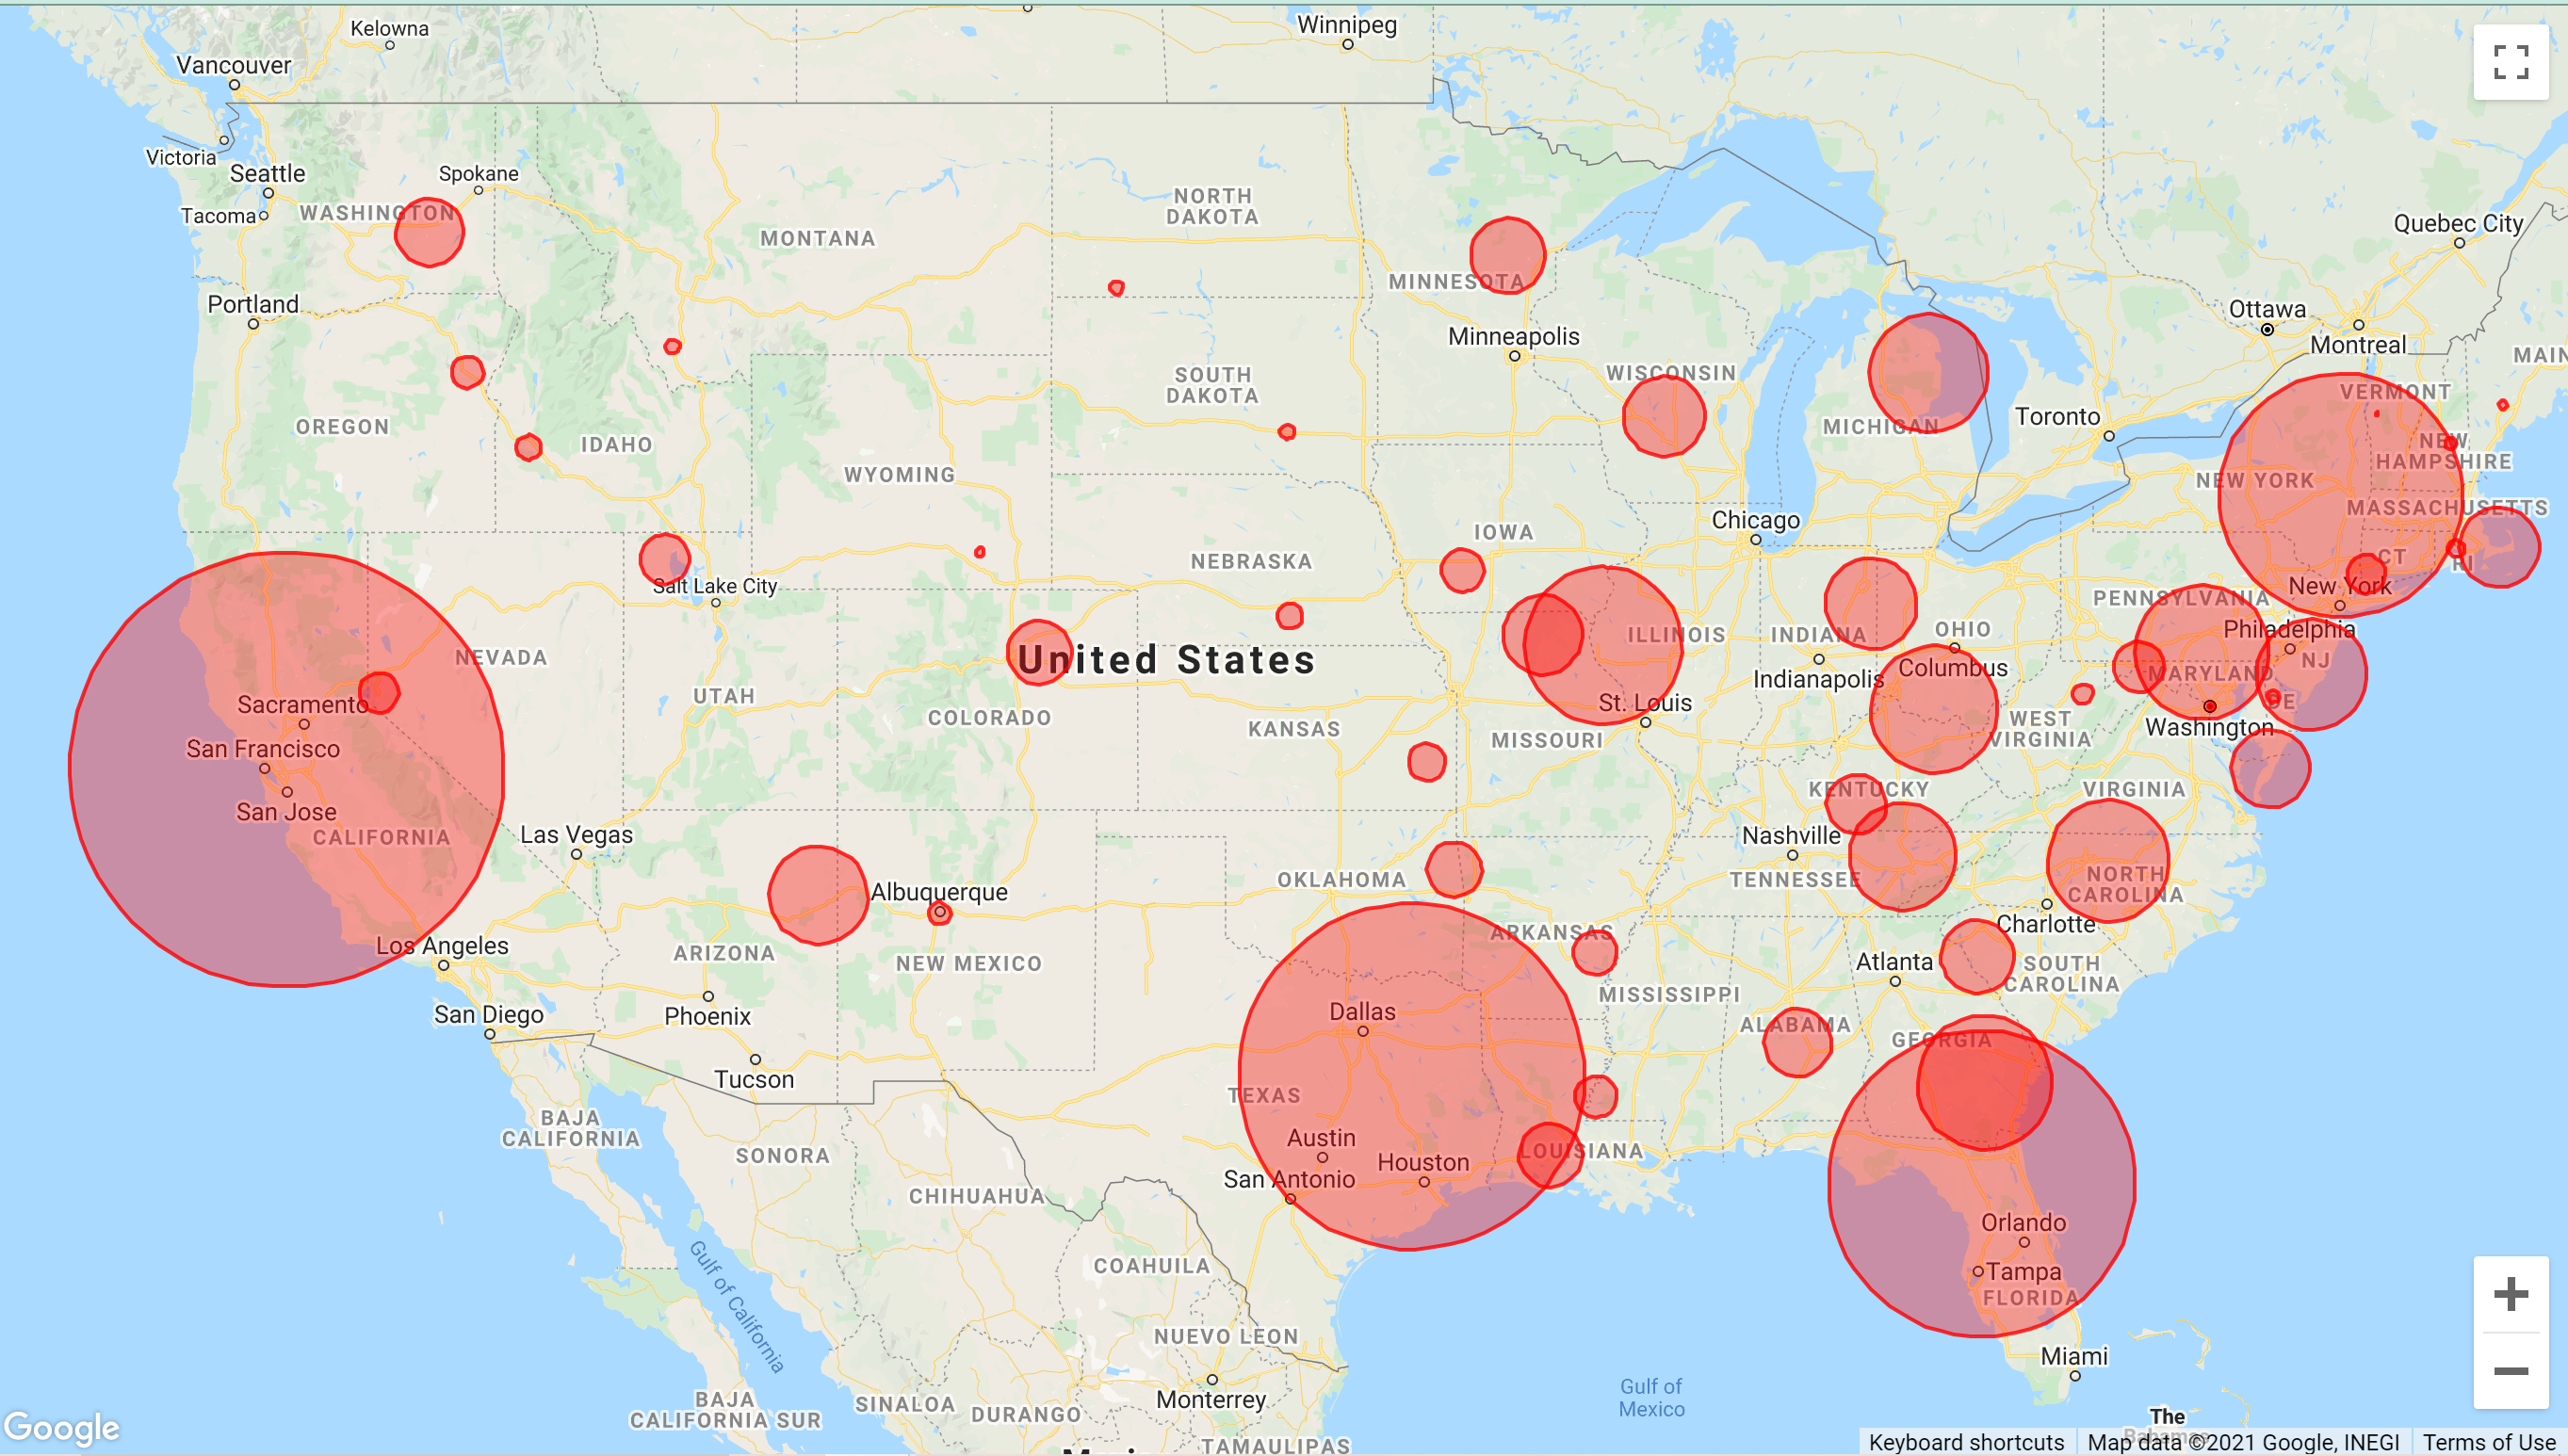 Kelowna
Winnipeg
Vancouver
Victoria
Seattle
Spokane
Tacoma
WASHINGTON
NORTH
DAKOTA
MONTANA
Quebec City
MINNESOTA
Portland
Ottawa
Minneapolis
Montreal
MAIN
WISCONSIN
SOUTH
DAKOTA
VERMONT
Toronto
MICHIGAN
OREGON
IDAHO
NEW
HAMPSHIRE
WYOMING
NEW YORK
MASSACHUSETTS
Chicago
IOWA
NEBRASKA
CT
RI
Salt Lake City
New York
PENNSYLVANIA
Philadelphia
OHIO
ILLINOIS
INDIANA
United States
NEVADA
NJ
Columbus
MARYLAND
Indianapolis
UTAH
DE
Sacramento
St. Louis
COLORADO
KANSAS
WEST
VIRGINIA
Washington
MISSOURI
San Francisco
KENTUCKY
VIRGINIA
San Jose
CALIFORNIA
Las Vegas
Nashville
NORTH
CAROLINA
TENNESSEE
OKLAHOMA
Albuquerque
Charlotte
ARKANSAS
Los Angeles
ARIZONA
NEW MEXICO
Atlanta
SOUTH
CAROLINA
MISSISSIPPI
Dallas
San Diego
Phoenix
ALABAMA
GEORGIA
Tucson
TEXAS
BAJA
CALIFORNIA
Austin
LOUISIANA
SONORA
Houston
San Antonio
CHIHUAHUA
Orlando
Gulf of California
COAHUILA
Tampa
FLORIDA
NUEVO LEON
Miami
Gulf of
Mexico
Monterrey
BAJA
CALIFORNIA SUR
SINALOA
DURANGO
The
Bahamas
Google
TAMAULIPAS
Keyboard shortcuts
Map data ©2021 Google, INEGI
Terms of Use